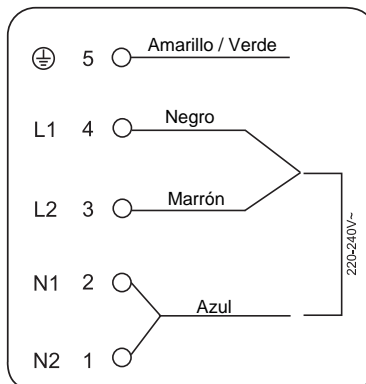 5 Amarillo / Verde
L1 4 Negro
L2 3 Marrón
220-240V~
N1 2
Azul
N2 1